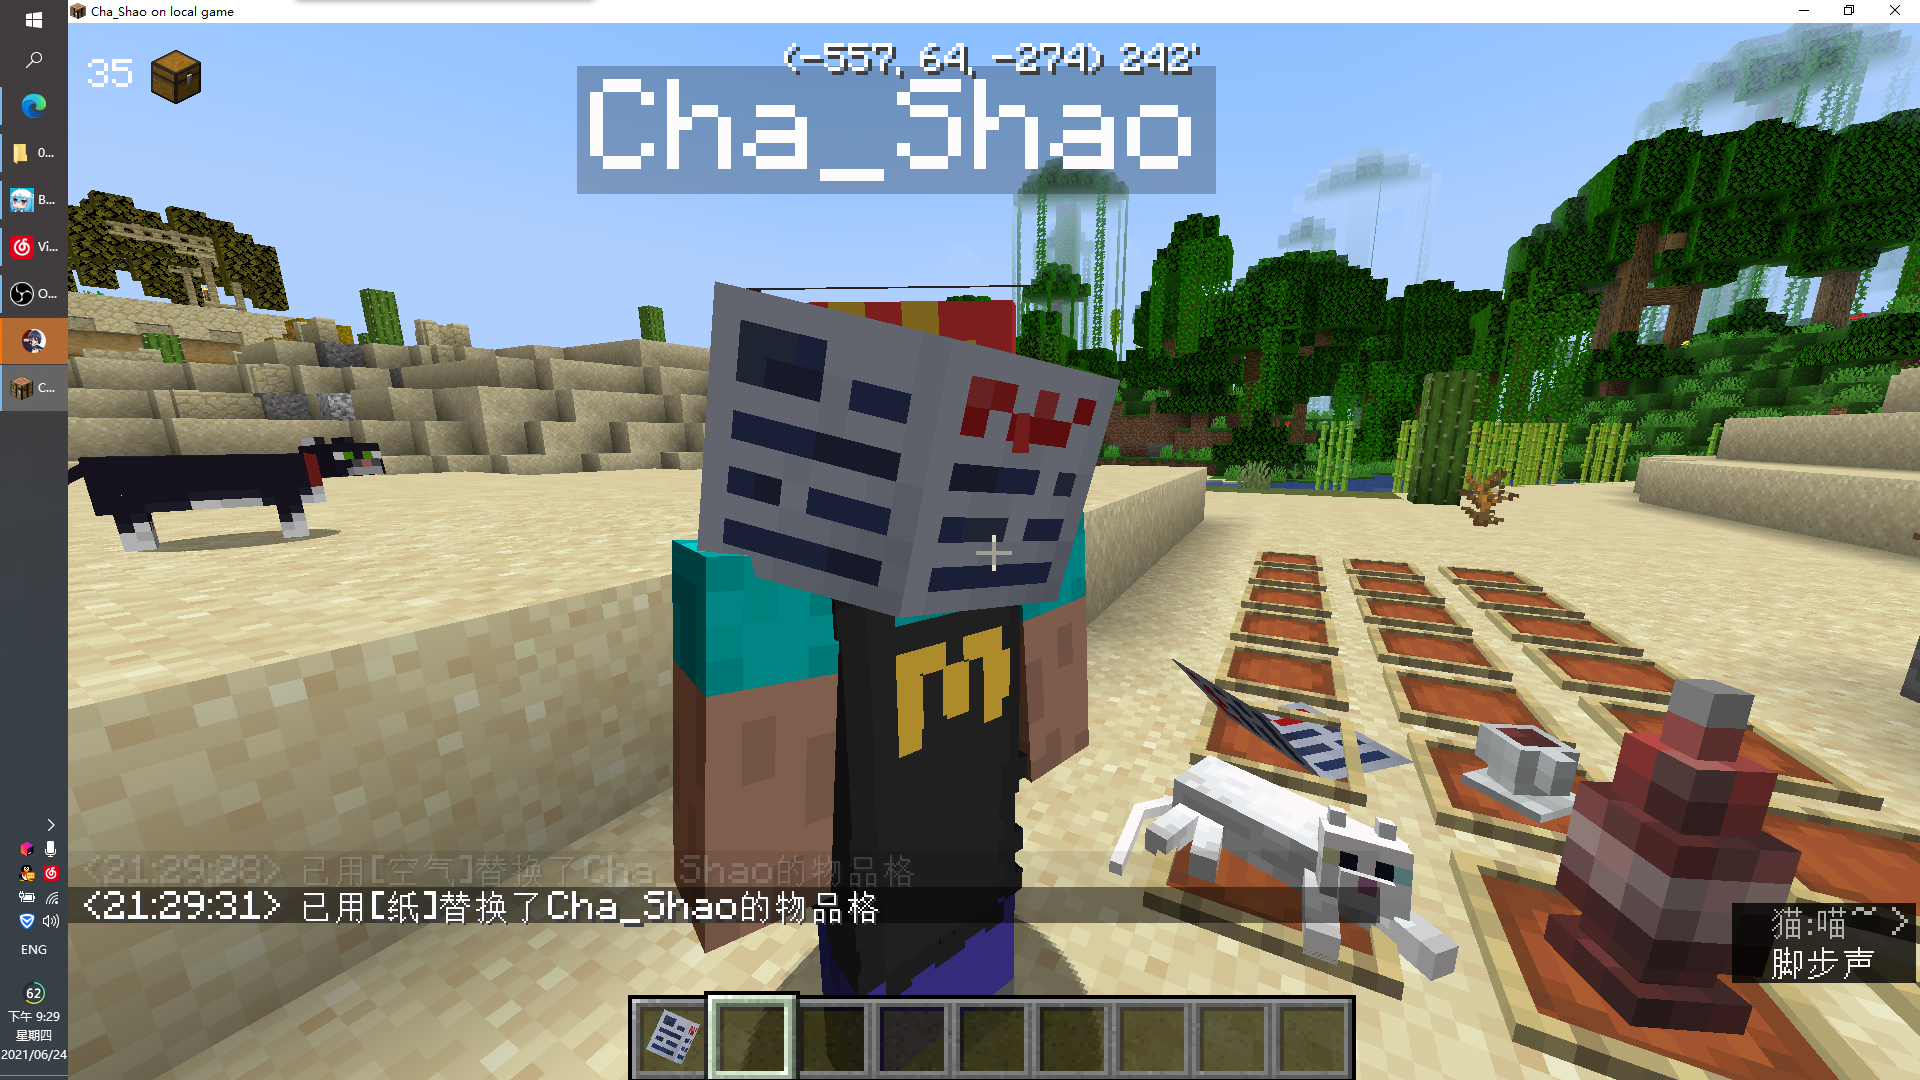 Cha_Shao on local game
35
(-557, 64, -274) 242'
Cha_Shao
0...
B...
Vi...
O...
C...
<21:29:28> 已用[空气]替换了Cha_Shao的物品格
<21:29:31> 已用[纸]替换了Cha_Shao的物品格
猫:喵~ >
脚步声
ENG
62
下午 9:29
星期四
2021/06/24